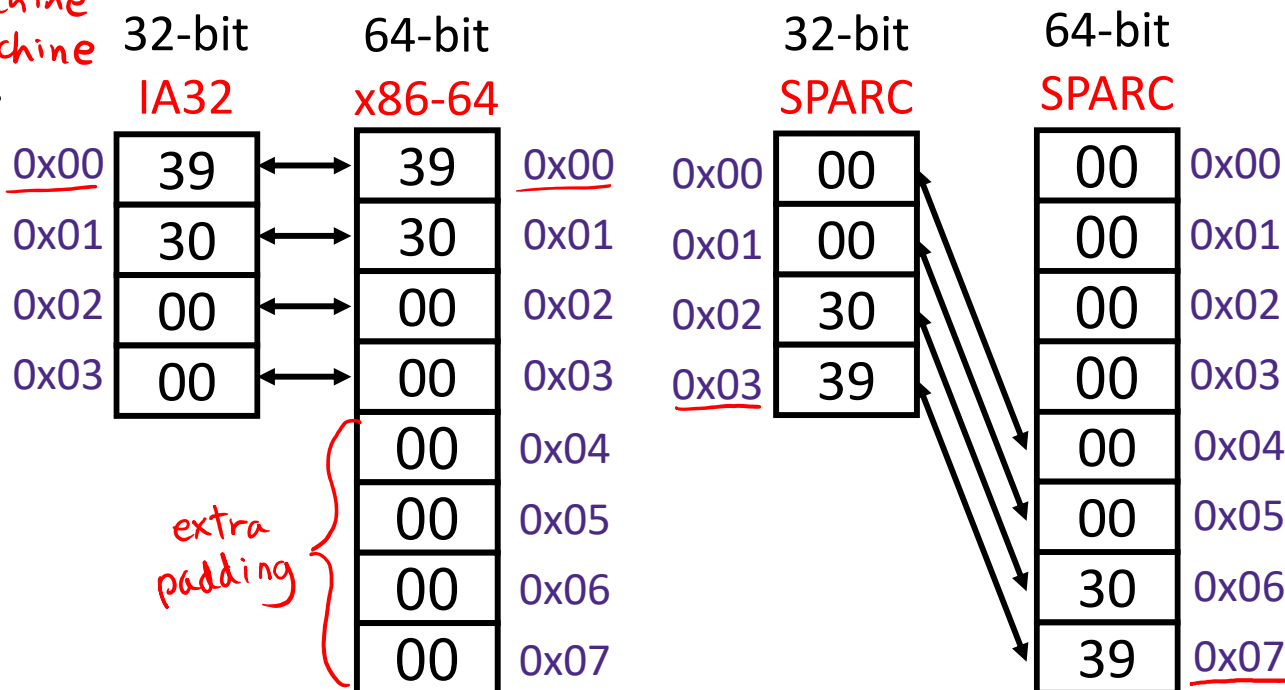 machine
32-bit 64-bit 32-bit 64-bit
IA32 x86-64 SPARC SPARC
0x00 39 39 0x00 0x00 00 00 0x00
0x01 30 30 0x01 0x01 00 00 0x01
0x02 00 00 0x02 0x02 30 00 0x02
0x03 00 00 0x03 0x03 39 00 0x03
00 0x04 00 0x04
extra 00 0x05 00 0x05
padding 00 0x06 30 0x06
00 0x07 39 0x07